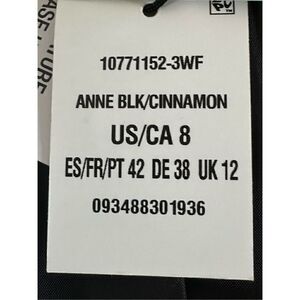 10771152-3WF
ANNE BLK/CINNAMON
US/CA 8
ES/FR/PT 42 DE 38 UK 12
093488301936